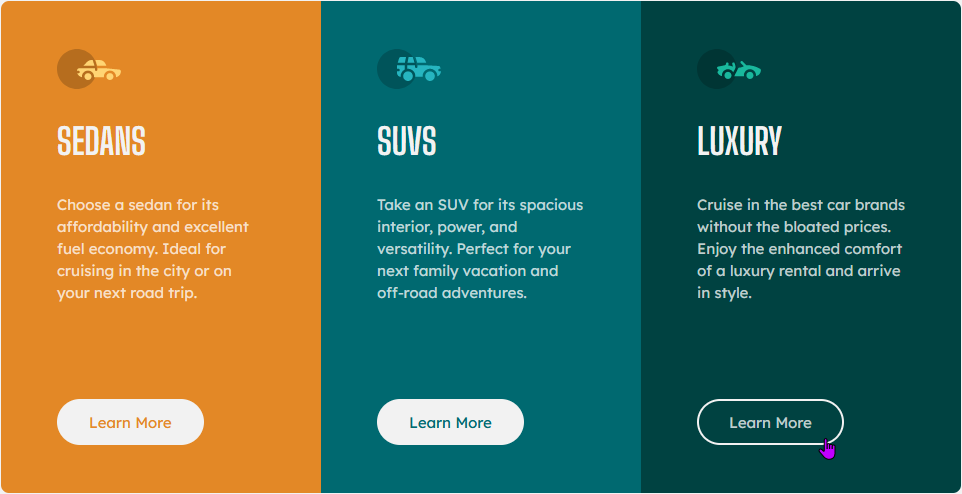 SEDANS
Choose a sedan for its
affordability and excellent
fuel economy. Ideal for
cruising in the city or on
your next road trip.
Learn More
SUVS
Take an SUV for its spacious
interior, power, and
versatility. Perfect for your
next family vacation and
off-road adventures.
Learn More
LUXURY
Cruise in the best car brands
without the bloated prices.
Enjoy the enhanced comfort
of a luxury rental and arrive
in style.
Learn More